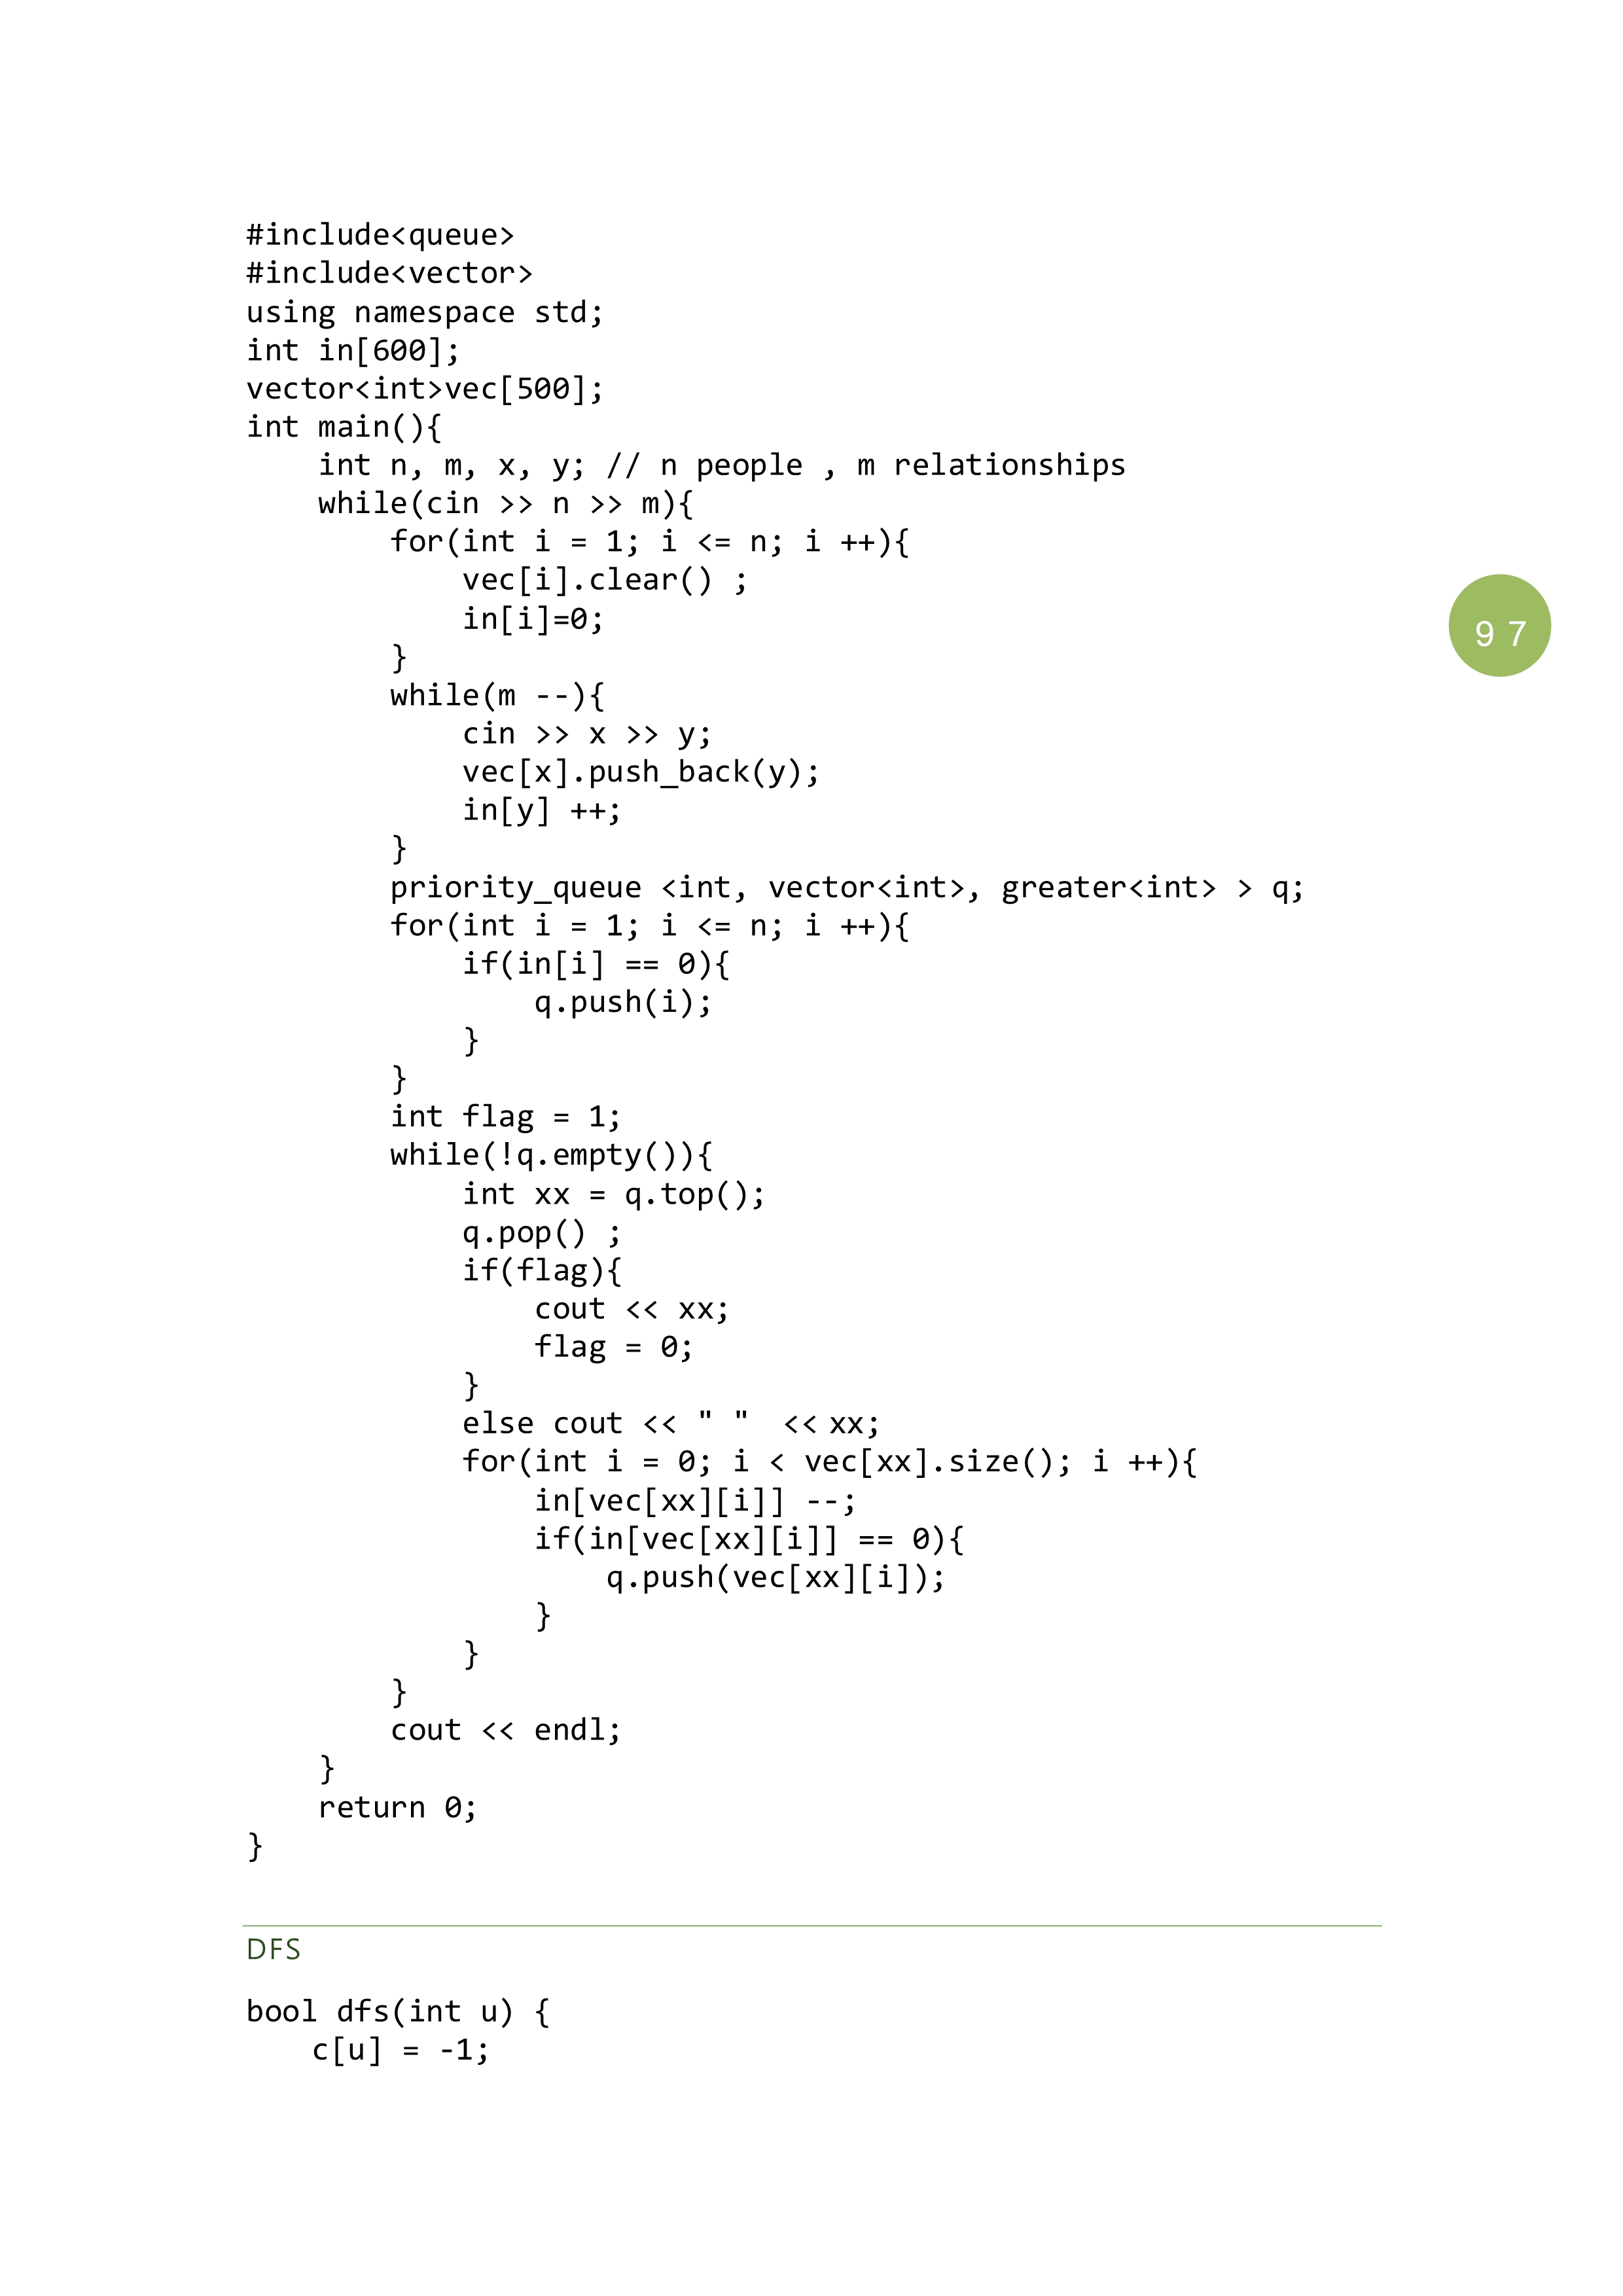 #include<queue>
#include<vector>
using namespace std;
int in[600];
vector<int>vec[500];
int main(){
    int n, m, x, y; // n people , m relationships
    while(cin >> n >> m){
        for(int i = 1; i <= n; i ++){
            vec[i].clear() ;
            in[i]=0;
        }
97
        while(m --){
            cin >> x >> y;
            vec[x].push_back(y);
            in[y] ++;
        }
        priority_queue <int, vector<int>, greater<int> > q;
        for(int i = 1; i <= n; i ++){
            if(in[i] == 0){
                q.push(i);
            }
        }
        int flag = 1;
        while(!q.empty()){
            int xx = q.top();
            q.pop() ;
            if(flag){
                cout << xx;
                flag = 0;
            }
            else cout << " " << xx;
            for(int i = 0; i < vec[xx].size(); i ++){
                in[vec[xx][i]] --;
                if(in[vec[xx][i]] == 0){
                    q.push(vec[xx][i]);
                }
            }
        }
        cout << endl;
    }
    return 0;
}
DFS
bool dfs(int u) {
    c[u] = -1;